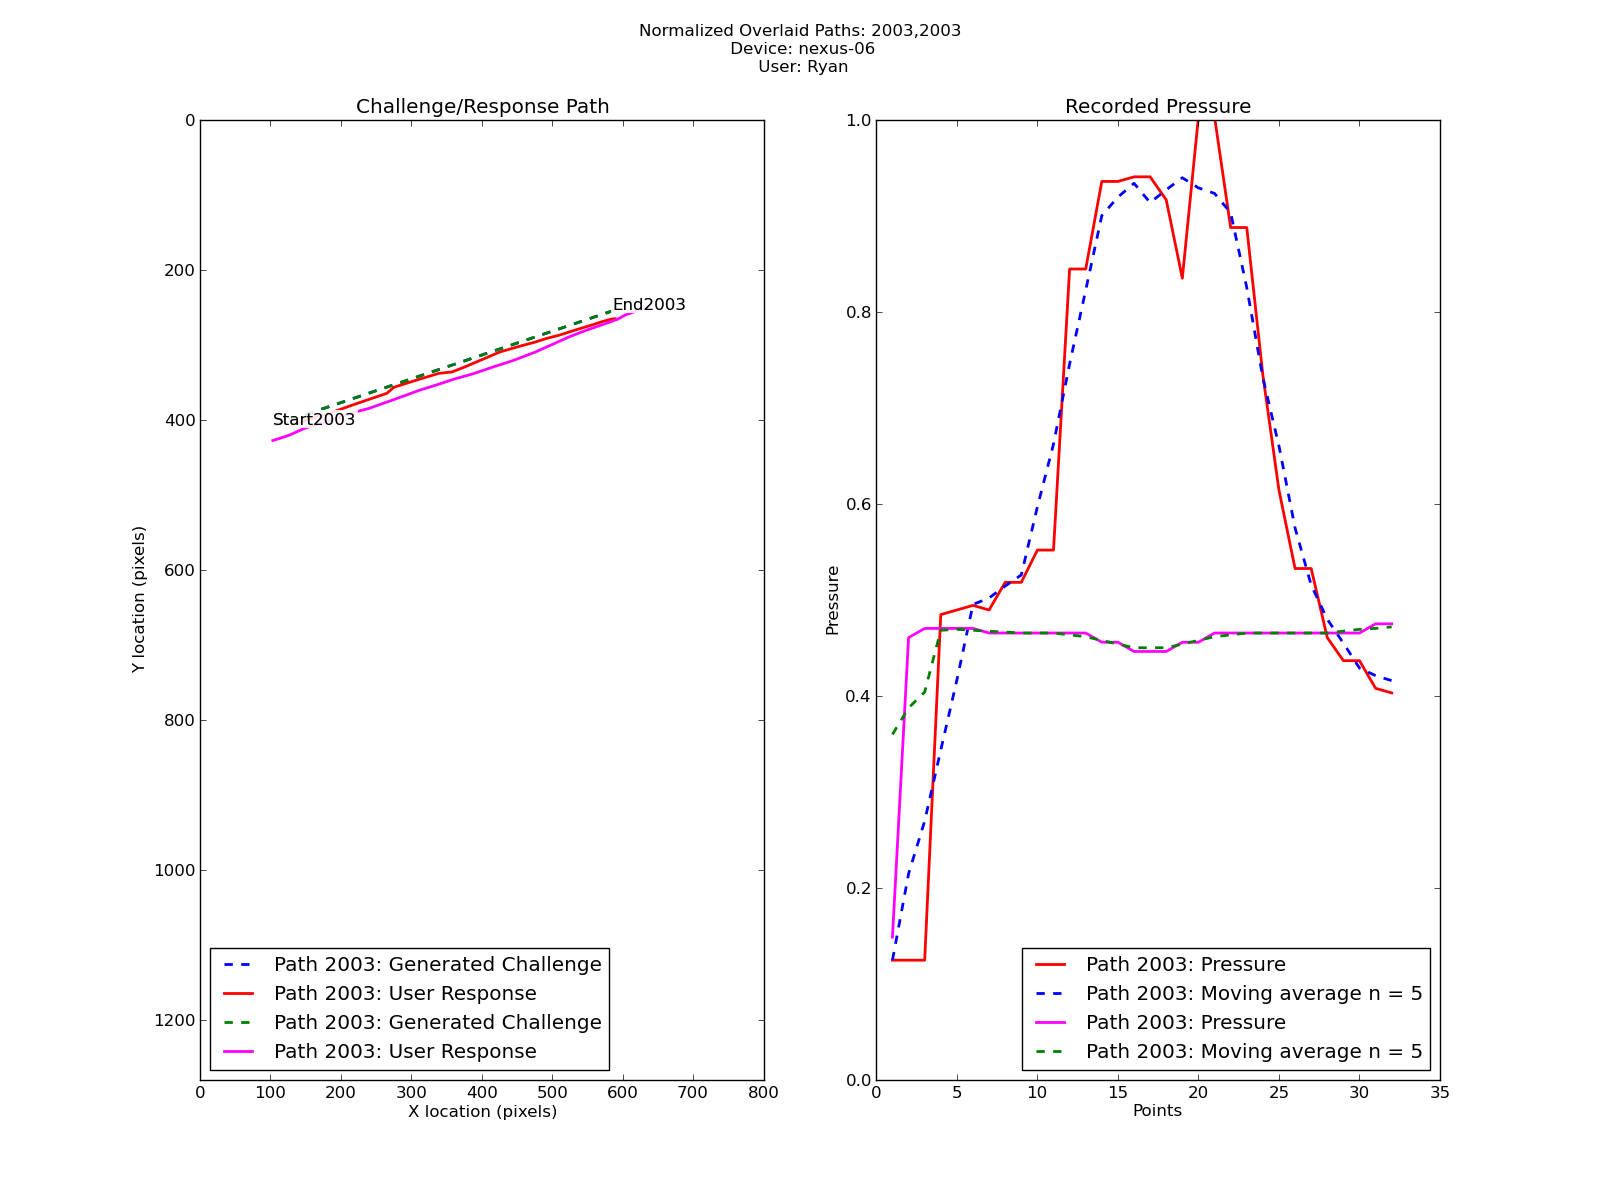 Normalized Overlaid Paths: 2003,2003
Device: nexus-06
User: Ryan
Challenge/Response Path
0
200
400
600
800
1000
1200
Y location (pixels)
Start2003
End2003
Path 2003: Generated Challenge
Path 2003: User Response
Path 2003: Generated Challenge
Path 2003: User Response
0 100 200 300 400 500 600 700 800
X location (pixels)
Recorded Pressure
1.0
0.8
0.6
0.4
0.2
0.0
Pressure
Path 2003: Pressure
Path 2003: Moving average n = 5
Path 2003: Pressure
Path 2003: Moving average n = 5
0 5 10 15 20 25 30 35
Points